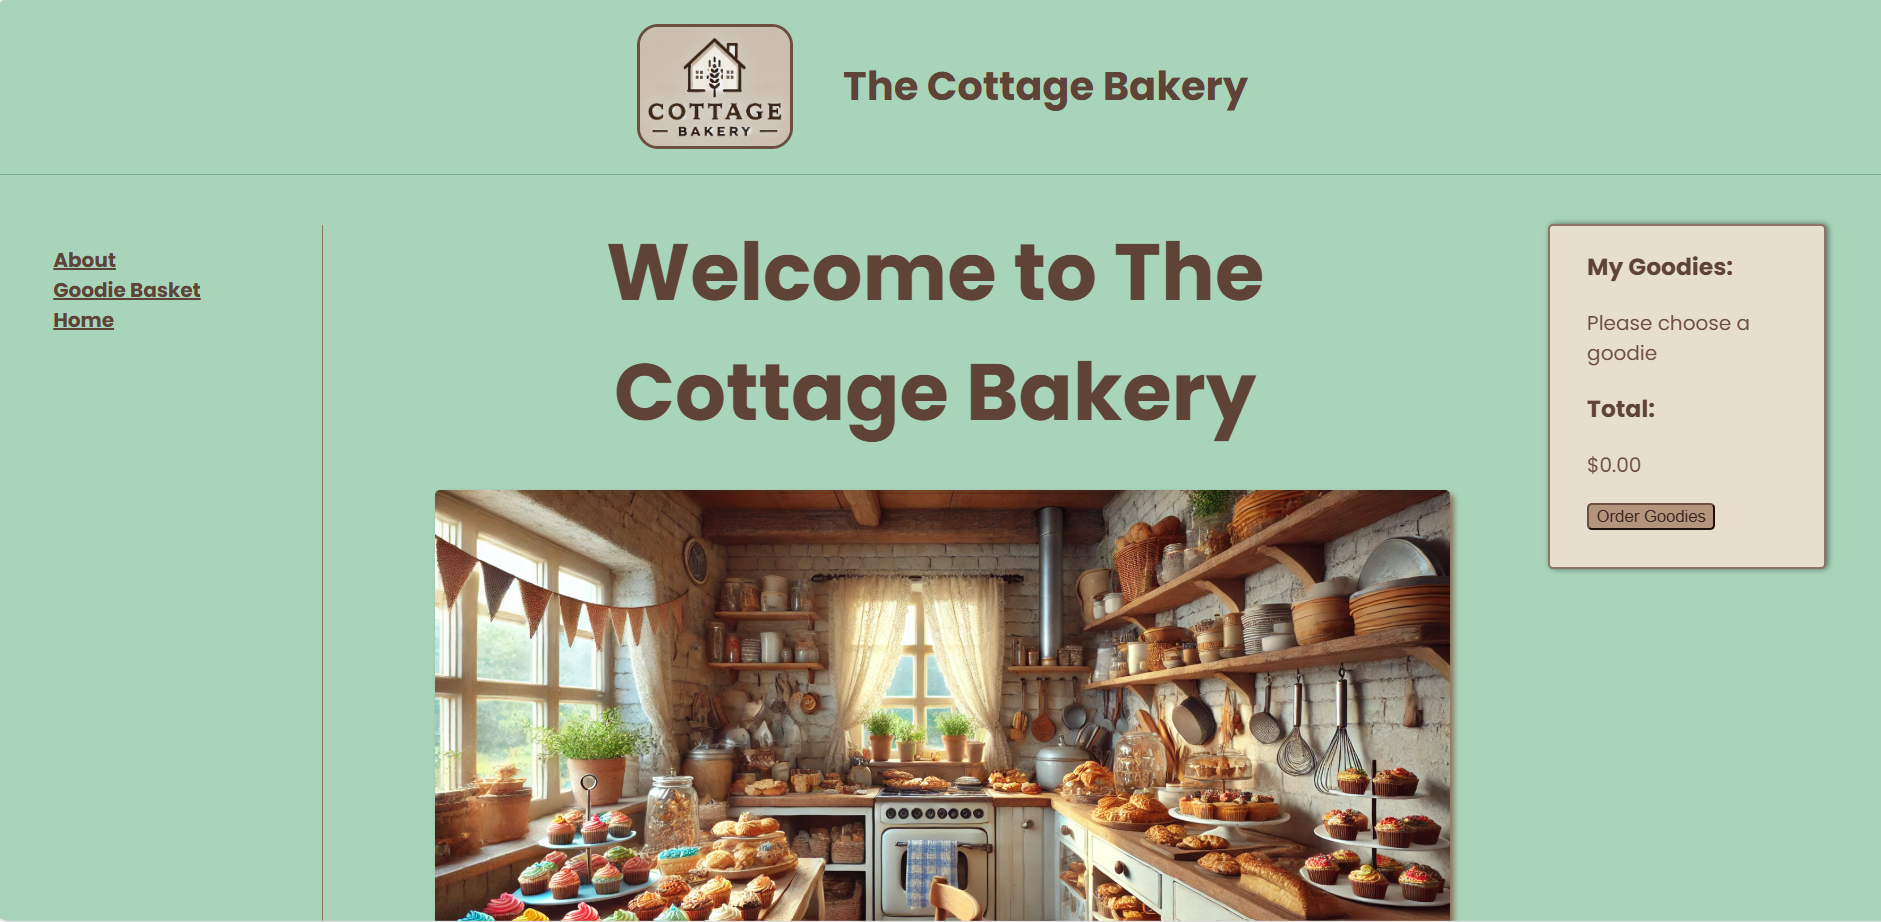 COTTAGE
BAKERY
The Cottage Bakery
About
Goodie Basket
Home
Welcome to The
Cottage Bakery
My Goodies:
Please choose a
goodie
Total:
$0.00
Order Goodies